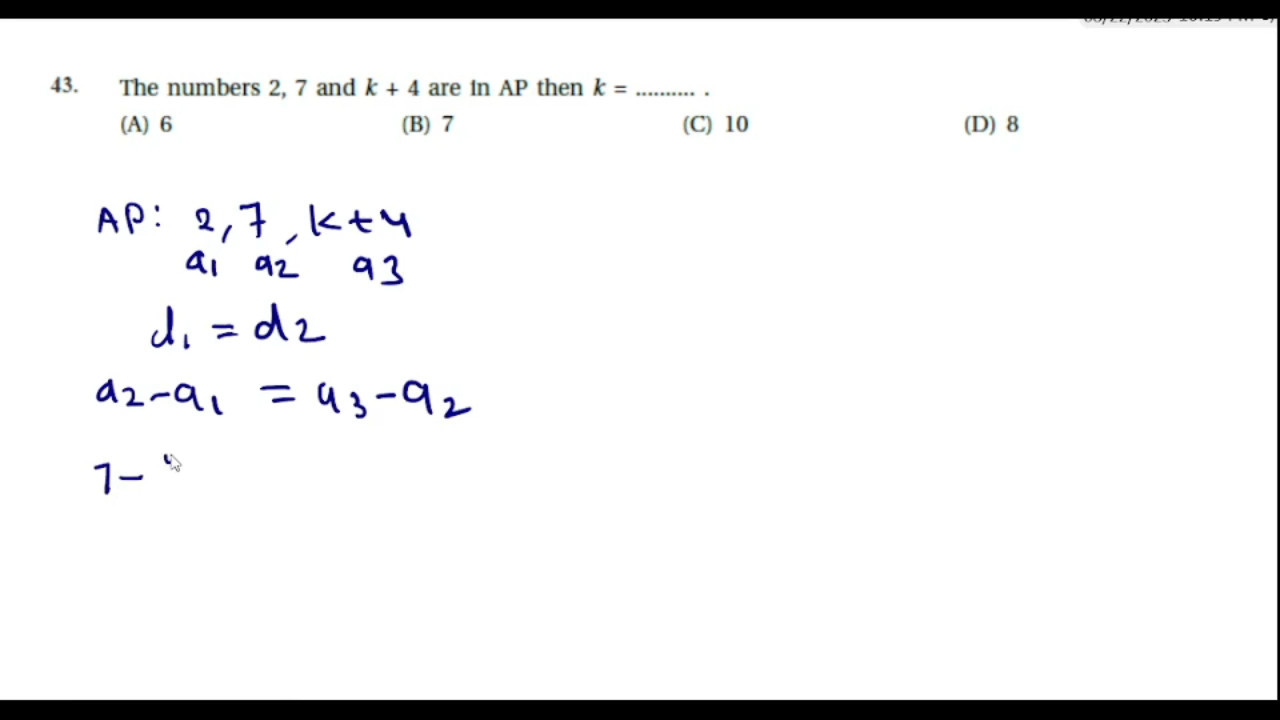 43. The numbers 2, 7 and k + 4 are in AP then k = .......... .
(A) 6 (B) 7 (C) 10 (D) 8
AP: 2, 7, k+4
a1 a2 a3
d1 = d2
a2-a1 = a3-a2
7-